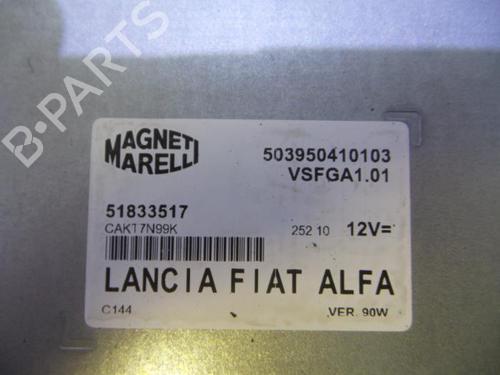 B-PARTS
MAGNETI MARELLI
503950410103
VSFGA1.01
51833517
CAK17N99K
252 10 12V=
LANCIA FIAT ALFA
C144
VER. 90W